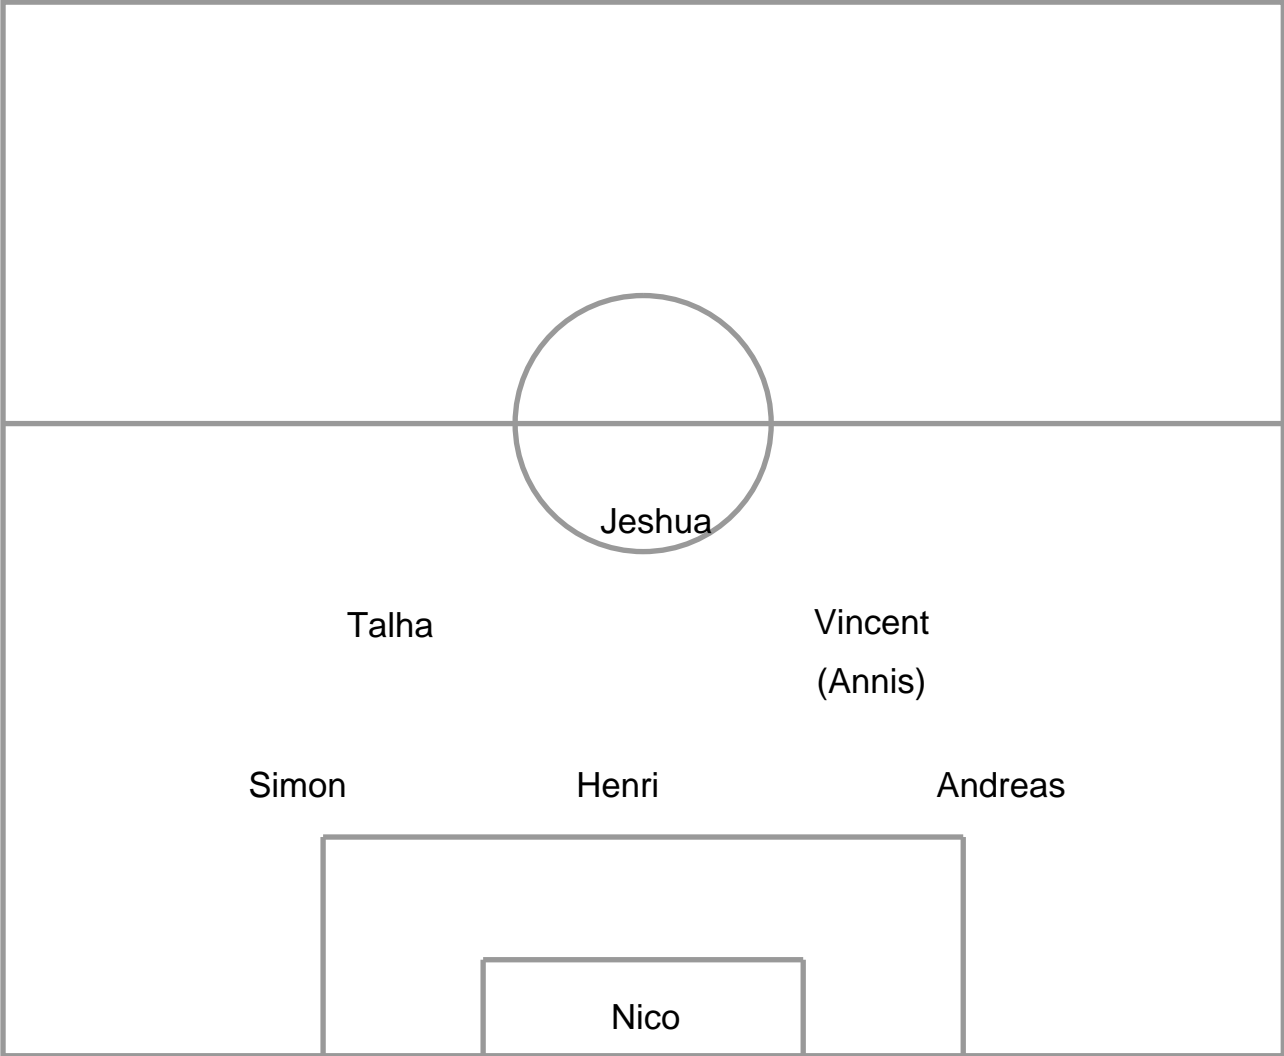 Jeshua
Talha
Vincent
(Annis)
Simon
Henri
Andreas
Nico